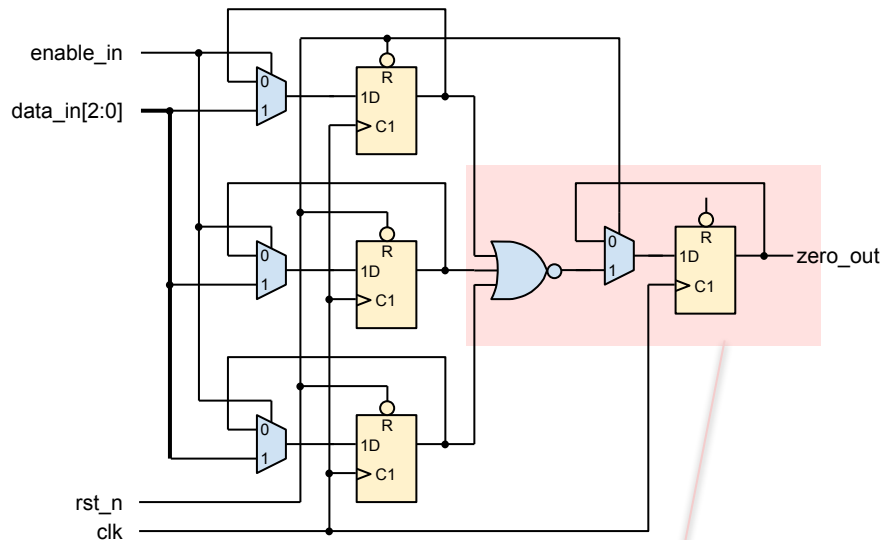 enable_in
data_in[2:0]
0
1
R
1D
C1
0
1
R
1D
C1
0
1
R
1D
C1
0
1
R
1D
C1
zero_out
rst_n
clk